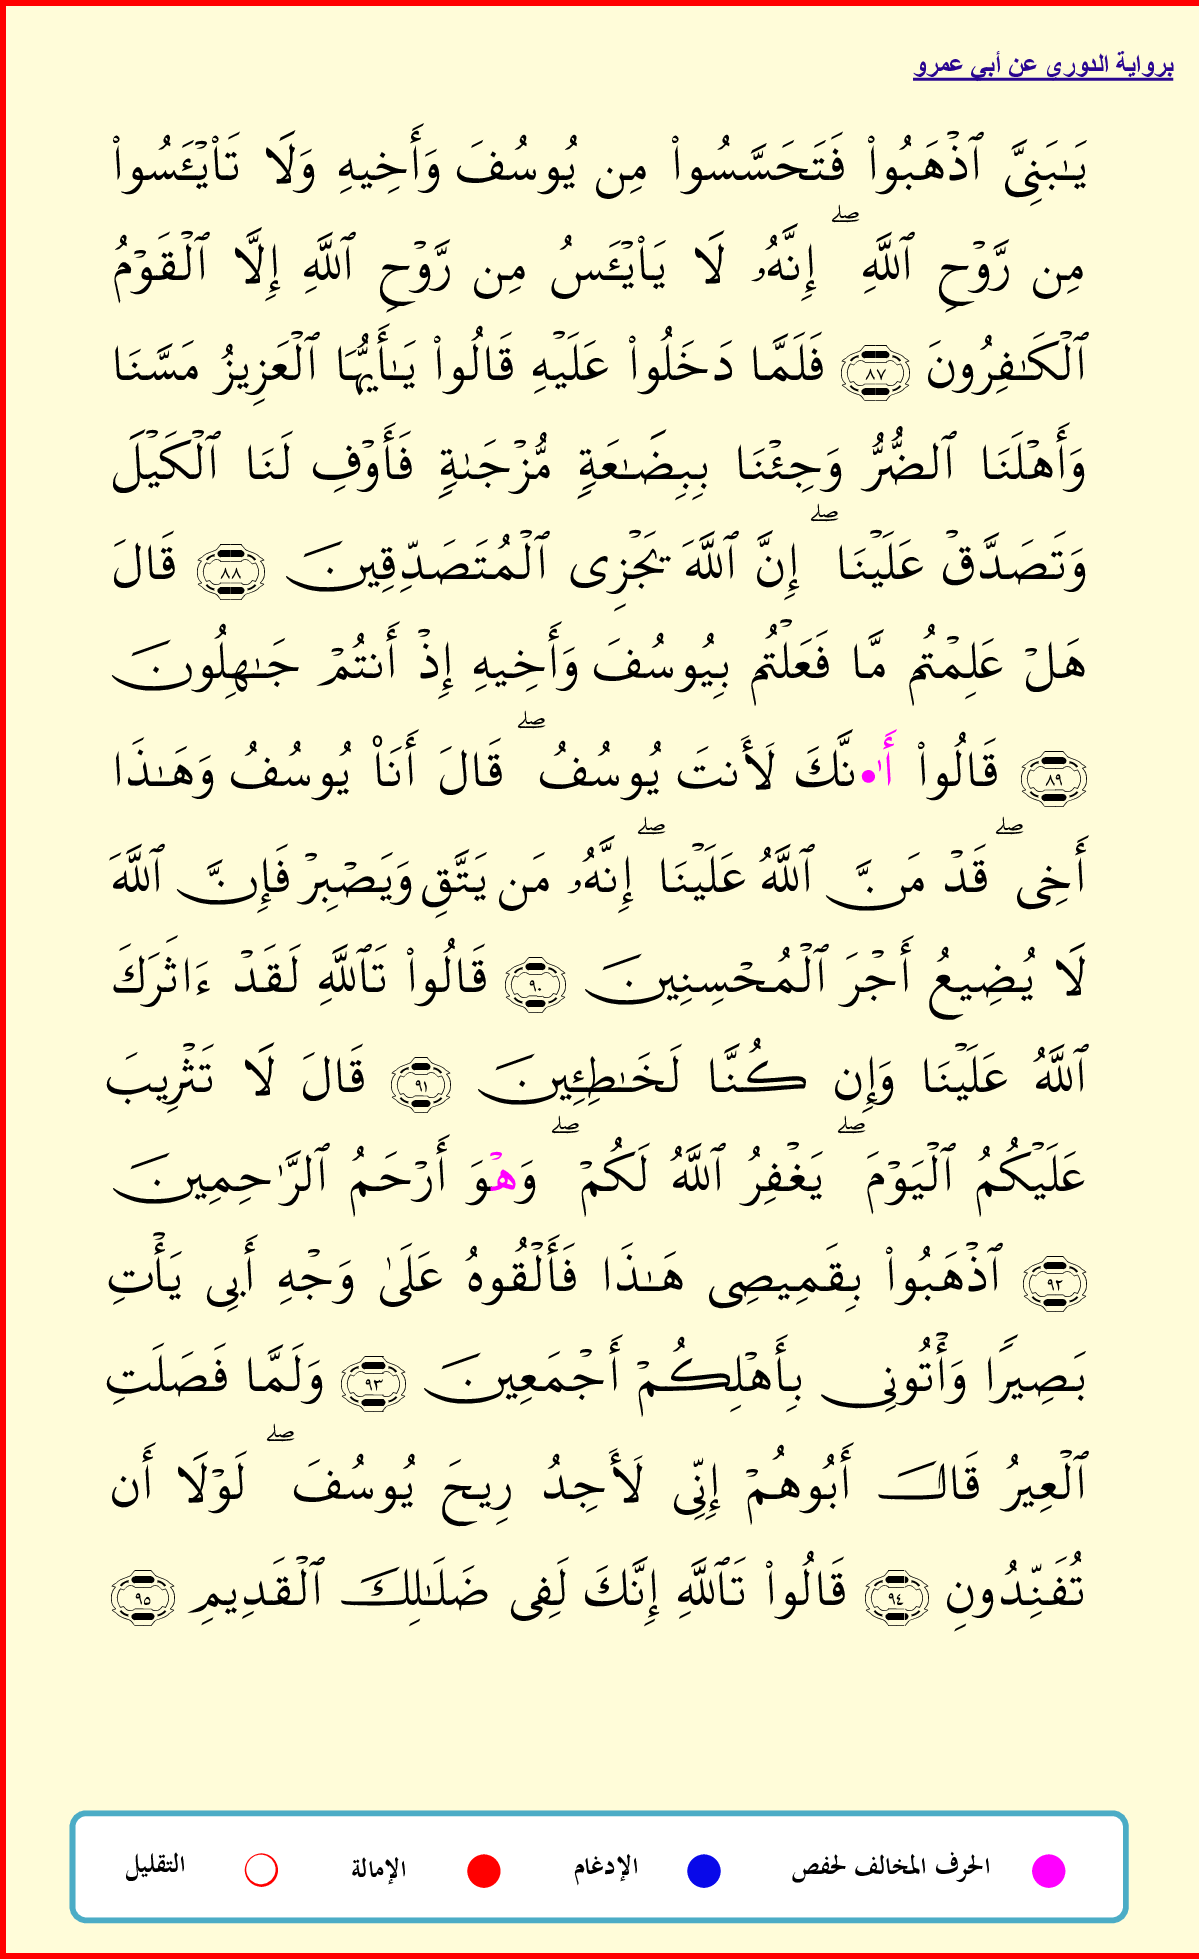 برواية الدورى عن أبى عمرو
يَـٰبَنِىَّ ٱذْهَبُوا۟ فَتَحَسَّسُوا۟ مِن يُوسُفَ وَأَخِيهِ وَلَا تَا۟يْـَٔسُوا۟
مِن رَّوْحِ ٱللَّهِ ۖ إِنَّهُۥ لَا يَا۟يْـَٔسُ مِن رَّوْحِ ٱللَّهِ إِلَّا ٱلْقَوْمُ
ٱلْكَـٰفِرُونَ ٨٧ فَلَمَّا دَخَلُوا۟ عَلَيْهِ قَالُوا۟ يَـٰٓأَيُّهَا ٱلْعَزِيزُ مَسَّنَا
وَأَهْلَنَا ٱلضُّرُّ وَجِئْنَا بِبِضَـٰعَةٍ مُّزْجَىٰةٍ فَأَوْفِ لَنَا ٱلْكَيْلَ
وَتَصَدَّقْ عَلَيْنَا ۖ إِنَّ ٱللَّهَ يَجْزِى ٱلْمُتَصَدِّقِينَ ٨٨ قَالَ
هَلْ عَلِمْتُم مَّا فَعَلْتُم بِيُوسُفَ وَأَخِيهِ إِذْ أَنتُمْ جَـٰهِلُونَ
٨٩ قَالُوا۟ أَا۬•نَّكَ لَأَنتَ يُوسُفُ ۖ قَالَ أَنَا۠ يُوسُفُ وَهَـٰذَا
أَخِى ۖ قَدْ مَنَّ ٱللَّهُ عَلَيْنَا ۖ إِنَّهُۥ مَن يَتَّقِ وَيَصْبِرْ فَإِنَّ ٱللَّهَ
لَا يُضِيعُ أَجْرَ ٱلْمُحْسِنِينَ ٩٠ قَالُوا۟ تَٱللَّهِ لَقَدْ ءَاثَرَكَ
ٱللَّهُ عَلَيْنَا وَإِن كُنَّا لَخَـٰطِـِٔينَ ٩١ قَالَ لَا تَثْرِيبَ
عَلَيْكُمُ ٱلْيَوْمَ ۖ يَغْفِرُ ٱللَّهُ لَكُمْ ۖ وَهْوَ أَرْحَمُ ٱلرَّٰحِمِينَ
٩٢ ٱذْهَبُوا۟ بِقَمِيصِى هَـٰذَا فَأَلْقُوهُ عَلَىٰ وَجْهِ أَبِى يَأْتِ
بَصِيرًا وَأْتُونِى بِأَهْلِكُمْ أَجْمَعِينَ ٩٣ وَلَمَّا فَصَلَتِ
ٱلْعِيرُ قَالَ أَبُوهُمْ إِنِّى لَأَجِدُ رِيحَ يُوسُفَ ۖ لَوْلَا أَن
تُفَنِّدُونِ ٩٤ قَالُوا۟ تَٱللَّهِ إِنَّكَ لَفِى ضَلَـٰلِكَ ٱلْقَدِيمِ ٩٥
الحرف المخالف لحفص الإدغام الإمالة التقليل